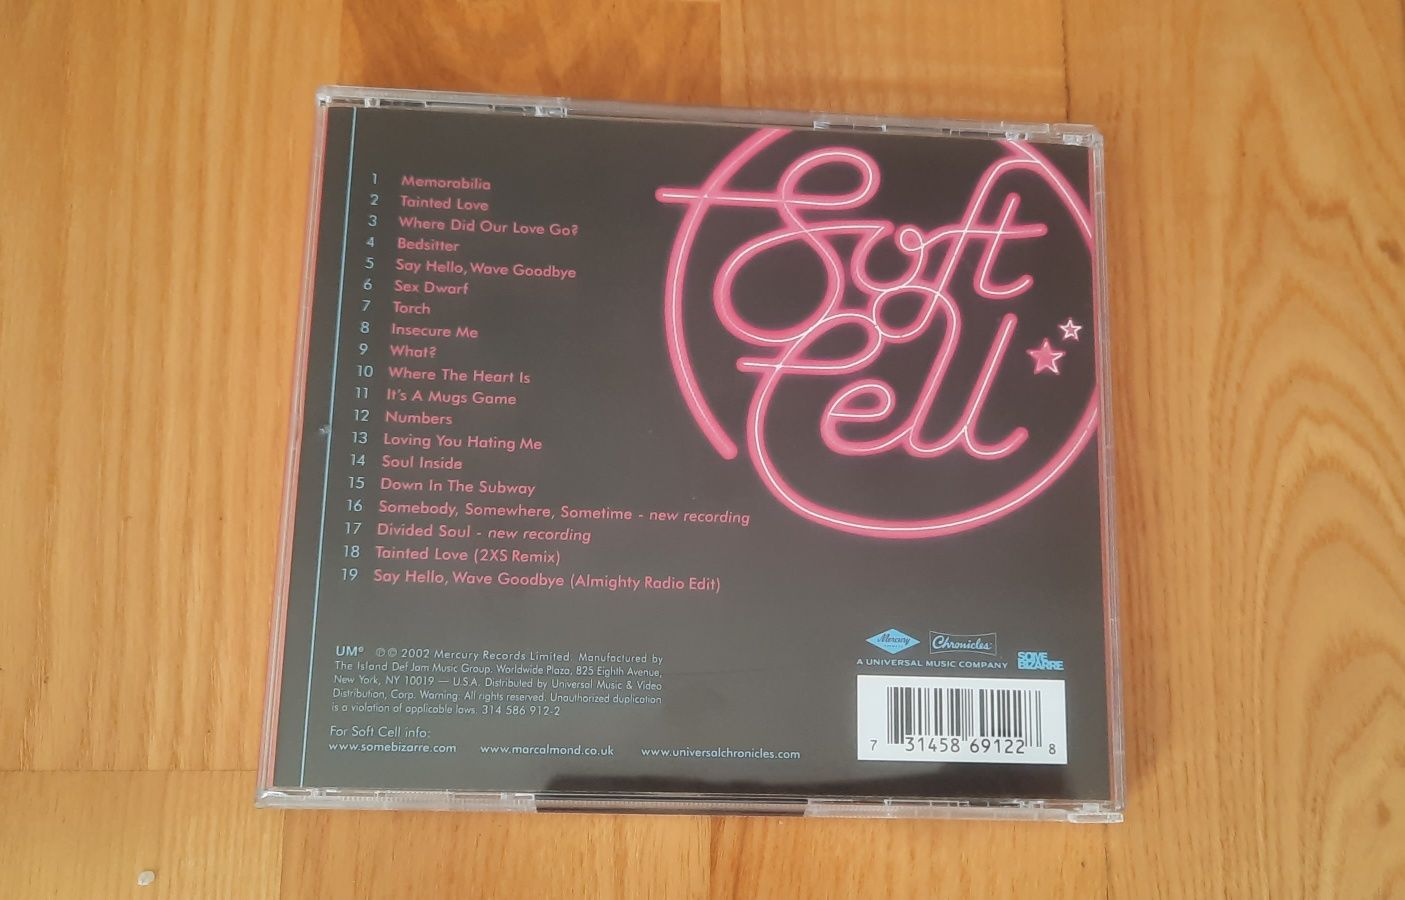 Soft
Cell
1 Memorabilia
2 Tainted Love
3 Where Did Our Love Go?
4 Bedsitter
5 Say Hello, Wave Goodbye
6 Sex Dwarf
7 Torch
8 Insecure Me
9 What?
10 Where The Heart Is
11 It's A Mugs Game
12 Numbers
13 Loving You Hating Me
14 Soul Inside
15 Down In The Subway
16 Somebody, Somewhere, Sometime - new recording
17 Divided Soul - new recording
18 Tainted Love (2XS Remix)
19 Say Hello, Wave Goodbye (Almighty Radio Edit)
UM® ℗© 2002 Mercury Records Limited. Manufactured by
The Island Def Jam Music Group. Worldwide Plaza, 825 Eighth Avenue,
New York, NY 10019 — U.S.A. Distributed by Universal Music & Video
Distribution, Corp. Warning: All rights reserved. Unauthorized duplication
is a violation of applicable laws. 314 586 912-2
For Soft Cell info:
www.somebizarre.com www.marcalmond.co.uk www.universalchronicles.com
Mercury Chronicles
A UNIVERSAL MUSIC COMPANY
SOME
BIZARRE
7 31458 69122 8